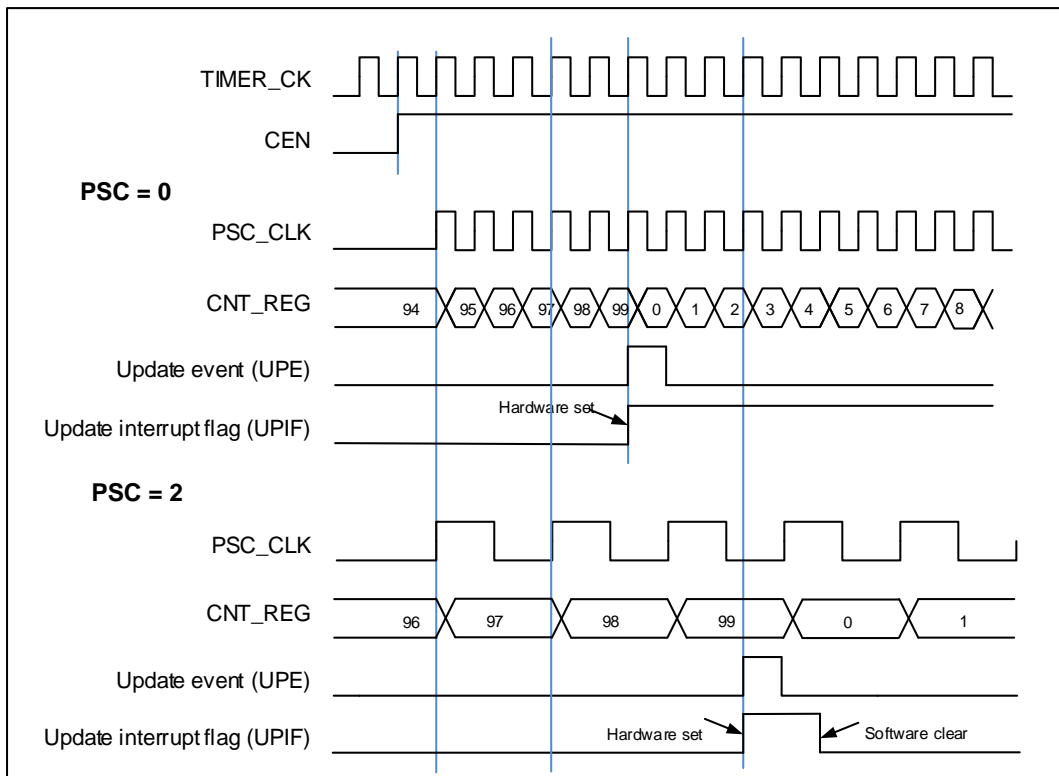 TIMER_CK
CEN
PSC = 0
PSC_CLK
CNT_REG 94 95 96 97 98 99 0 1 2 3 4 5 6 7 8
Update event (UPE)
Hardware set
Update interrupt flag (UPIF)
PSC = 2
PSC_CLK
CNT_REG 96 97 98 99 0 1
Update event (UPE)
Update interrupt flag (UPIF) Hardware set Software clear